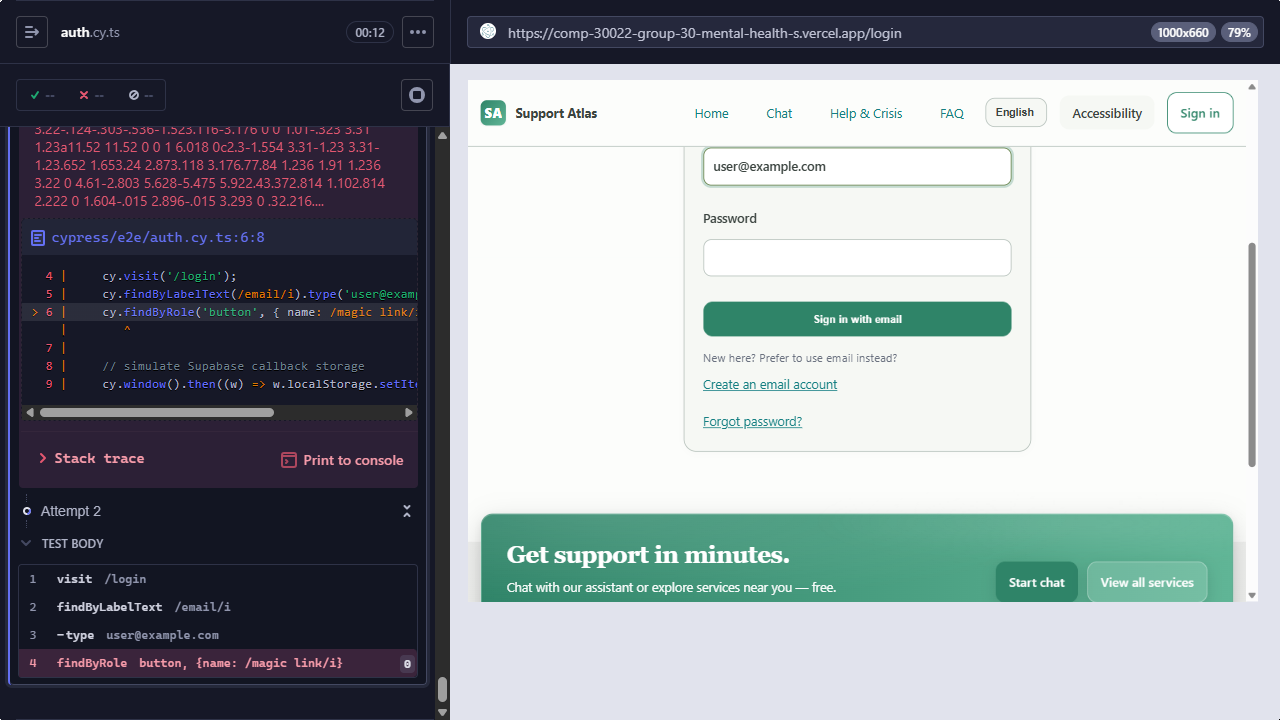 auth.cy.ts
00:12
--
--
--
3.22-.124-.303-.536-1.523.116-3.176 0 0 1.01-.323 3.31
1.23a11.52 11.52 0 0 1 6.018 0c2.3-1.554 3.31-1.23 3.31-
1.23.652 1.653.24 2.873.118 3.176.77.84 1.236 1.91 1.236
3.22 0 4.61-2.803 5.628-5.475 5.922.43.372.814 1.102.814
2.222 0 1.604-.015 2.896-.015 3.293 0 .32.216....
cypress/e2e/auth.cy.ts:6:8
4 | cy.visit('/login');
5 | cy.findByLabelText(/email/i).type('user@examp
> 6 | cy.findByRole('button', { name: /magic link/i
| ^
7 |
8 | // simulate Supabase callback storage
9 | cy.window().then((w) => w.localStorage.setIte
Stack trace
Print to console
Attempt 2
TEST BODY
1 visit /login
2 findByLabelText /email/i
3 -type user@example.com
4 findByRole button, {name: /magic link/i} 0
https://comp-30022-group-30-mental-health-s.vercel.app/login
1000x660
79%
SA Support Atlas
Home
Chat
Help & Crisis
FAQ
English
Accessibility
Sign in
user@example.com
Password
Sign in with email
New here? Prefer to use email instead?
Create an email account
Forgot password?
Get support in minutes.
Chat with our assistant or explore services near you — free.
Start chat
View all services